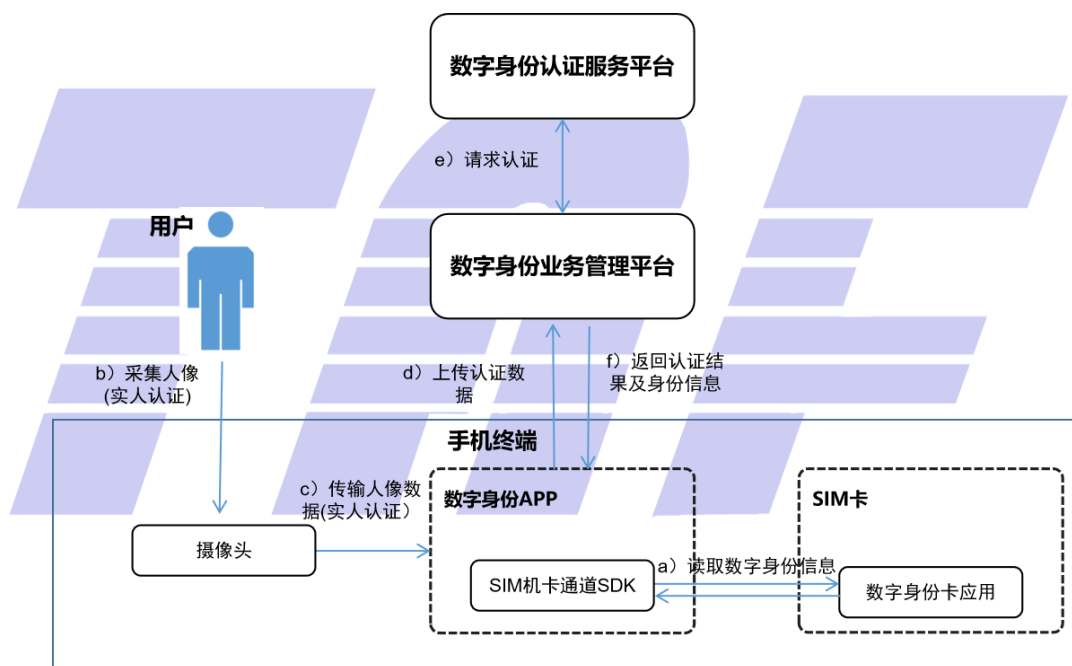 数字身份认证服务平台
e）请求认证
用户
数字身份业务管理平台
b）采集人像
(实人认证)
d）上传认证数
据
f）返回认证结
果及身份信息
手机终端
c）传输人像数
据(实人认证）
数字身份APP
SIM卡
摄像头
a）读取数字身份信息
SIM机卡通道SDK
数字身份卡应用
TAF